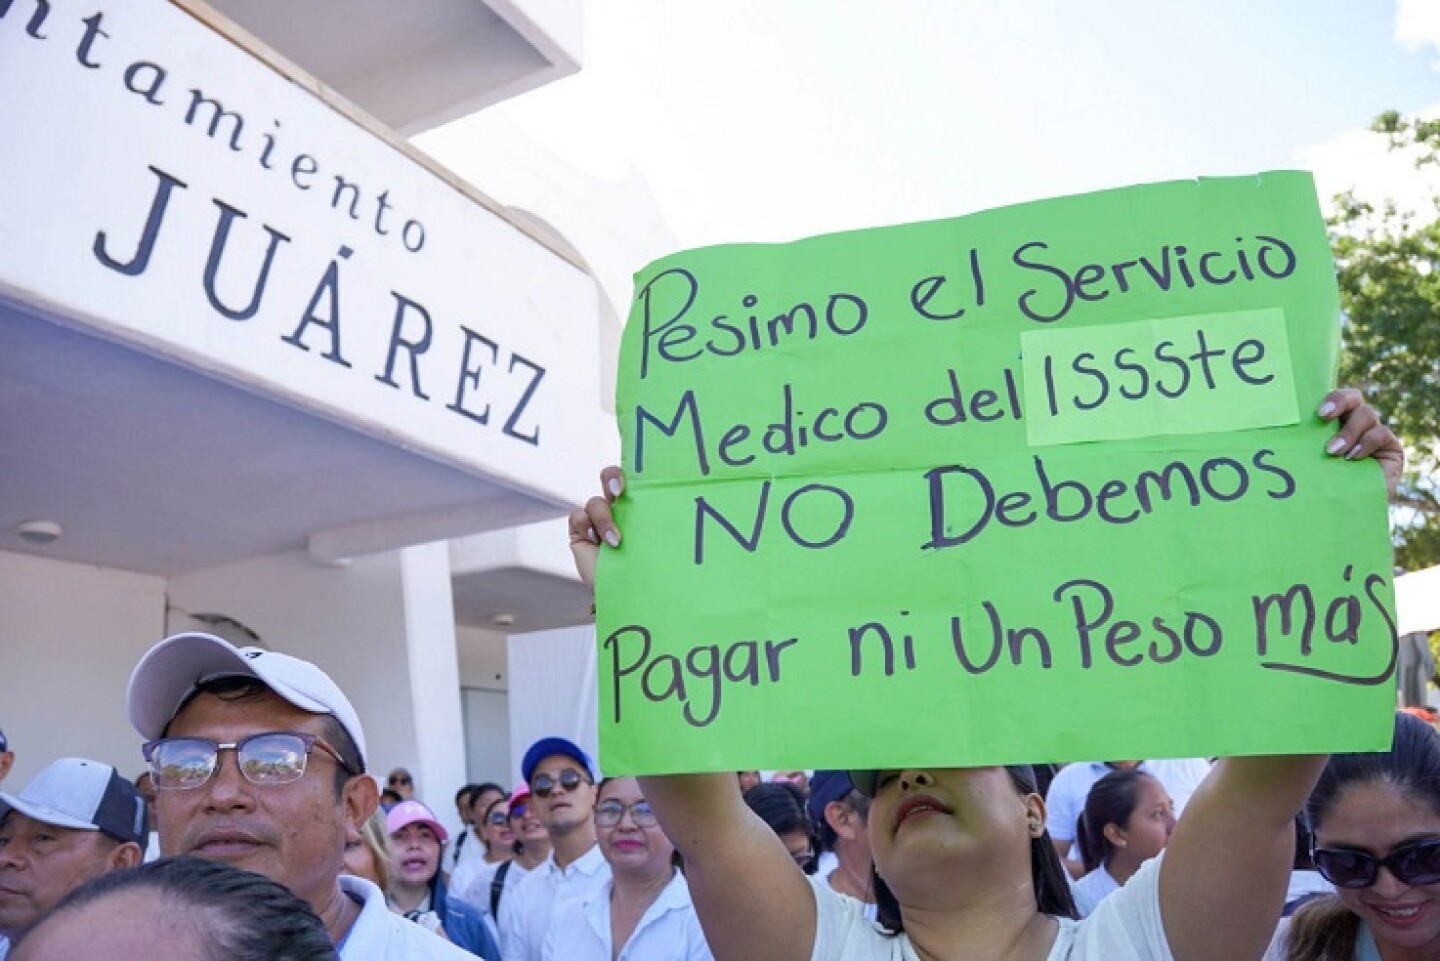 ntamiento
JUÁREZ
Pesimo el Servicio
Medico del ISSSte
NO Debemos
Pagar ni Un Peso más